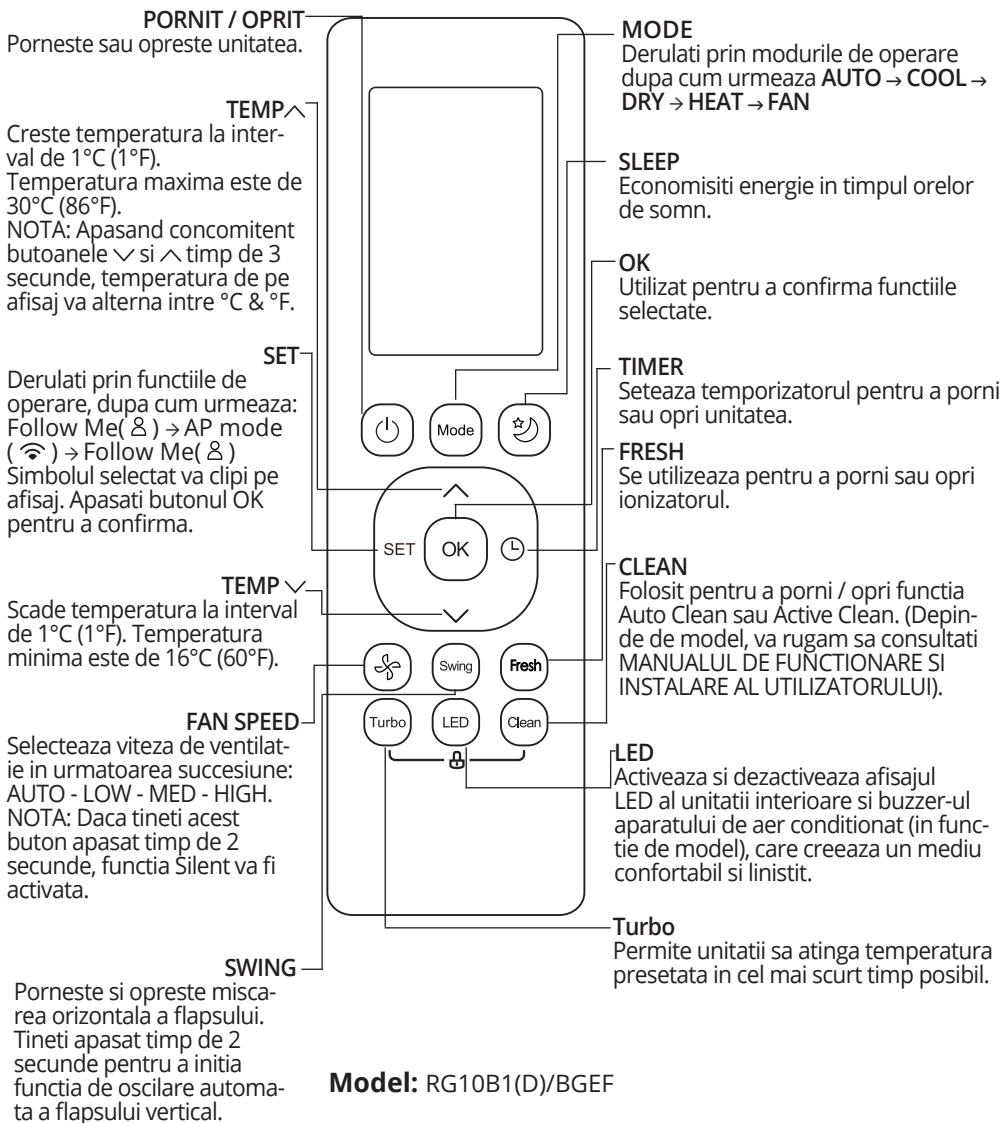 PORNIT / OPRIT
Porneste sau opreste unitatea.
TEMP︿
Creste temperatura la inter-
val de 1°C (1°F).
Temperatura maxima este de
30°C (86°F).
NOTA: Apasand concomitent
butoanele ﹀ si ︿ timp de 3
secunde, temperatura de pe
afisaj va alterna intre °C & °F.
SET
Derulati prin functiile de
operare, dupa cum urmeaza:
Follow Me( ) → AP mode
( ) → Follow Me( )
Simbolul selectat va clipi pe
afisaj. Apasati butonul OK
pentru a confirma.
TEMP ﹀
Scade temperatura la interval
de 1°C (1°F). Temperatura
minima este de 16°C (60°F).
FAN SPEED
Selecteaza viteza de ventilat-
ie in urmatoarea succesiune:
AUTO - LOW - MED - HIGH.
NOTA: Daca tineti acest
buton apasat timp de 2
secunde, functia Silent va fi
activata.
SWING
Porneste si opreste misca-
rea orizontala a flapsului.
Tineti apasat timp de 2
secunde pentru a initia
functia de oscilare automa-
ta a flapsului vertical.
Mode
SET
OK
Swing
Fresh
Turbo
LED
Clean
MODE
Derulati prin modurile de operare
dupa cum urmeaza AUTO → COOL →
DRY → HEAT → FAN
SLEEP
Economisiti energie in timpul orelor
de somn.
OK
Utilizat pentru a confirma functiile
selectate.
TIMER
Seteaza temporizatorul pentru a porni
sau opri unitatea.
FRESH
Se utilizeaza pentru a porni sau opri
ionizatorul.
CLEAN
Folosit pentru a porni / opri functia
Auto Clean sau Active Clean. (Depin-
de de model, va rugam sa consultati
MANUALUL DE FUNCTIONARE SI
INSTALARE AL UTILIZATORULUI).
LED
Activeaza si dezactiveaza afisajul
LED al unitatii interioare si buzzer-ul
aparatului de aer conditionat (in func-
tie de model), care creeaza un mediu
confortabil si linistit.
Turbo
Permite unitatii sa atinga temperatura
presetata in cel mai scurt timp posibil.
Model: RG10B1(D)/BGEF